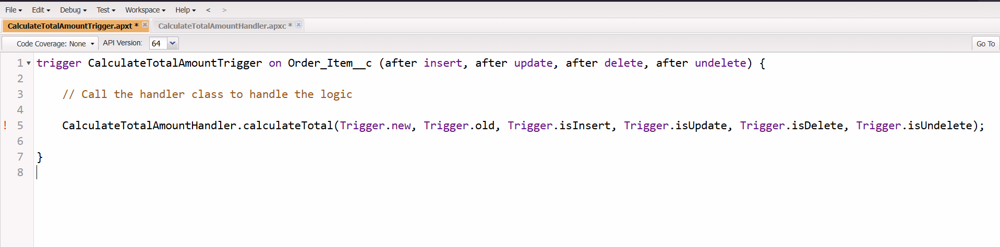 File Edit Debug Test Workspace Help < >
CalculateTotalAmountTrigger.apxt * CalculateTotalAmountHandler.apxc *
Code Coverage: None API Version: 64 Go To
1 trigger CalculateTotalAmountTrigger on Order_Item__c (after insert, after update, after delete, after undelete) {
2
3 // Call the handler class to handle the logic
4
! 5 CalculateTotalAmountHandler.calculateTotal(Trigger.new, Trigger.old, Trigger.isInsert, Trigger.isUpdate, Trigger.isDelete, Trigger.isUndelete);
6
7 }
8